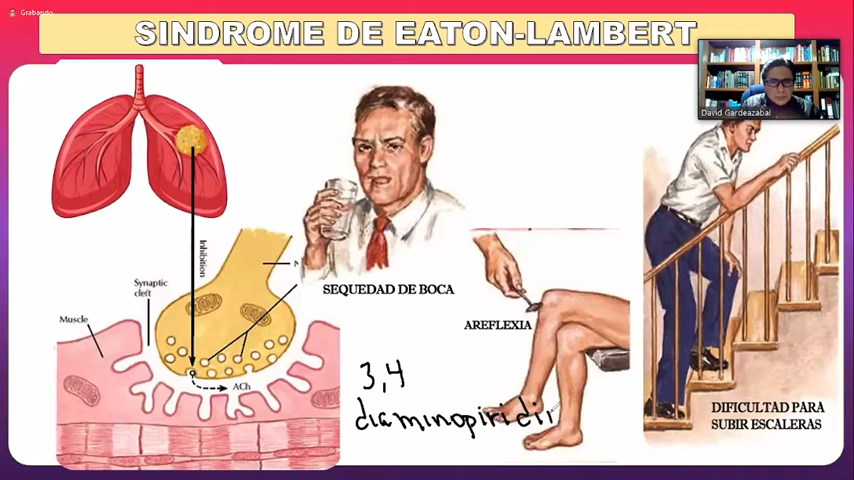 Grabando
SINDROME DE EATON-LAMBERT
David Gardeazabal
Inhibition
Synaptic
cleft
Muscle
ACh
SEQUEDAD DE BOCA
AREFLEXIA
3,4
diaminopiridi
DIFICULTAD PARA
SUBIR ESCALERAS